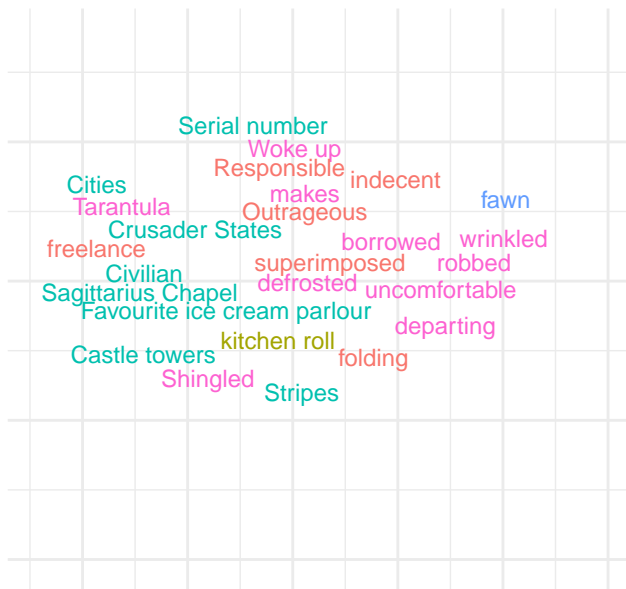 Serial number
Woke up
Responsible
indecent
Cities
makes
fawn
Tarantula
Outrageous
Crusader States
borrowed
wrinkled
freelance
superimposed
robbed
Civilian
defrosted
uncomfortable
Sagittarius Chapel
Favourite ice cream parlour
departing
kitchen roll
Castle towers
folding
Shingled
Stripes